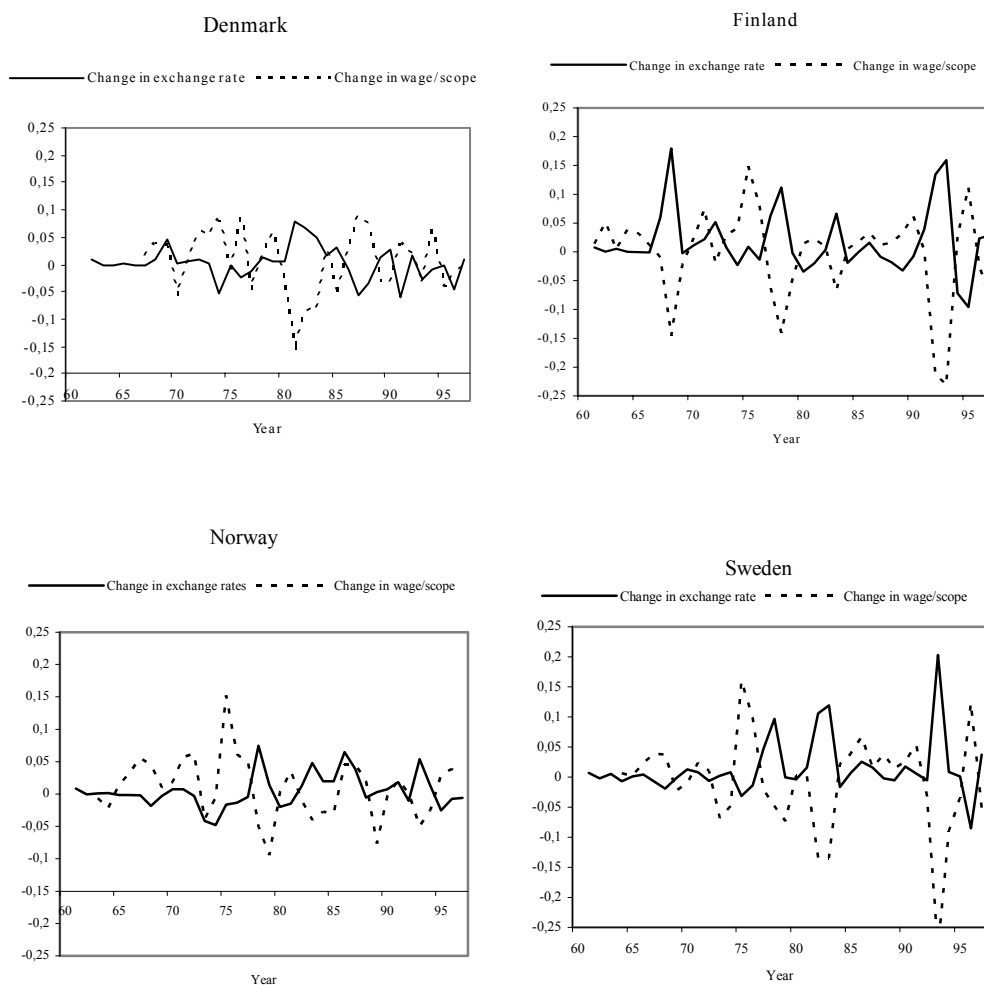 Denmark
Change in exchange rate Change in wage/scope
0,25
0,2
0,15
0,1
0,05
0
-0,05
-0,1
-0,15
-0,2
-0,25
60 65 70 75 80 85 90 95
Year
Finland
Change in exchange rate Change in wage/scope
0,25
0,2
0,15
0,1
0,05
0
-0,05
-0,1
-0,15
-0,2
-0,25
60 65 70 75 80 85 90 95
Year
Norway
Change in exchange rates Change in wage/scope
0,25
0,2
0,15
0,1
0,05
0
-0,05
-0,1
-0,15
-0,2
-0,25
60 65 70 75 80 85 90 95
Year
Sweden
Change in exchange rate Change in wage/scope
0,25
0,2
0,15
0,1
0,05
0
-0,05
-0,1
-0,15
-0,2
-0,25
60 65 70 75 80 85 90 95
Year